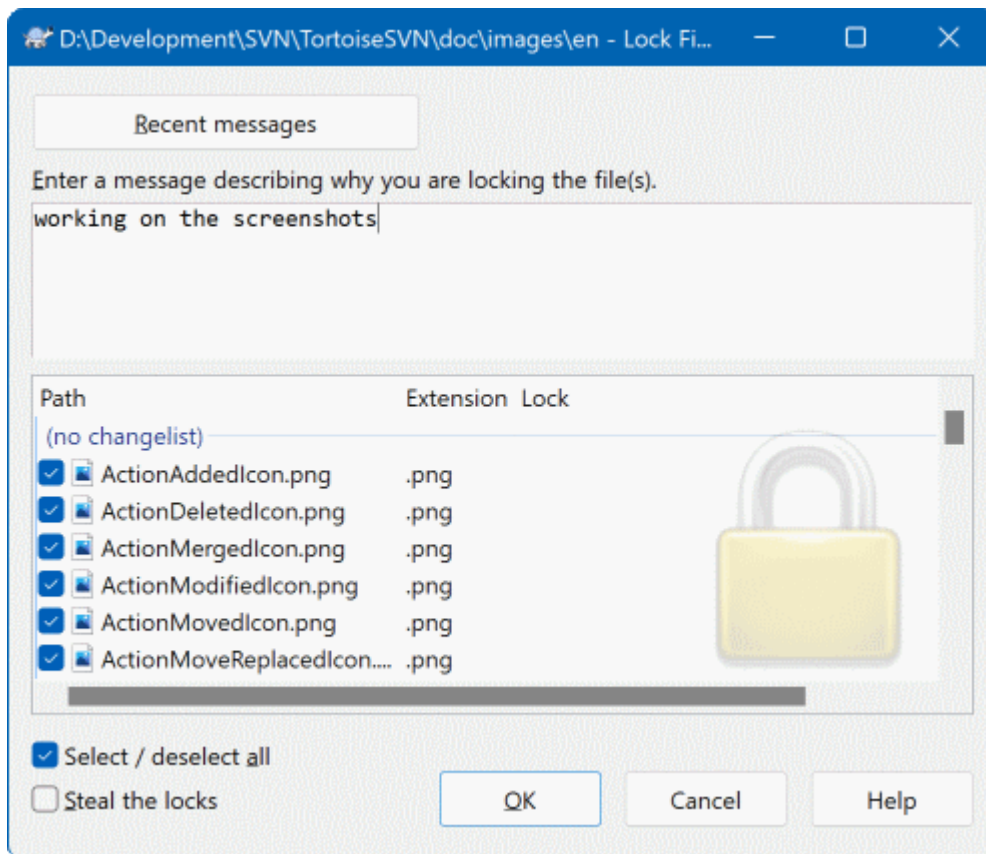 D:\Development\SVN\TortoiseSVN\doc\images\en - Lock Fi...
Recent messages
Enter a message describing why you are locking the file(s).
working on the screenshots
Path Extension Lock
(no changelist)
ActionAddedIcon.png .png
ActionDeletedIcon.png .png
ActionMergedIcon.png .png
ActionModifiedIcon.png .png
ActionMovedIcon.png .png
ActionMoveReplacedIcon.... .png
Select / deselect all
Steal the locks
OK Cancel Help